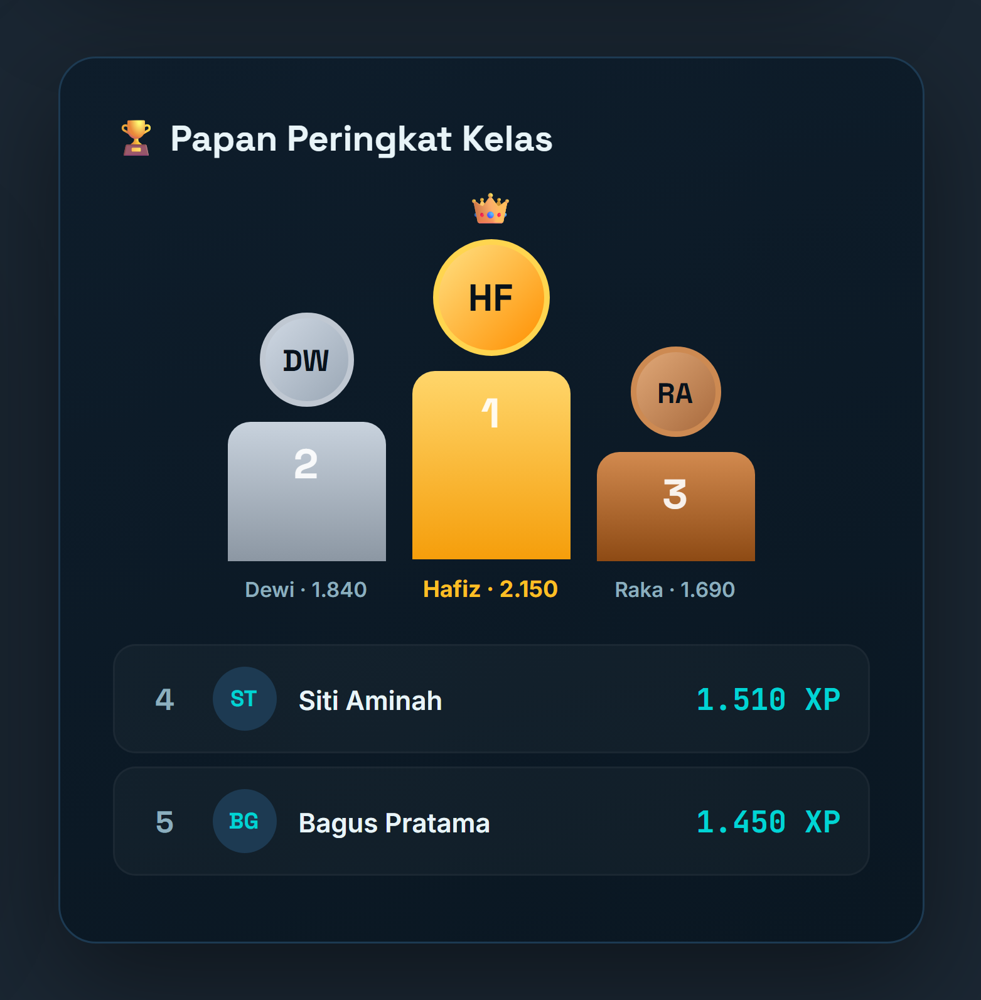 Papan Peringkat Kelas
HF
DW
RA
1
2
3
Dewi · 1.840
Hafiz · 2.150
Raka · 1.690
4 ST Siti Aminah 1.510 XP
5 BG Bagus Pratama 1.450 XP